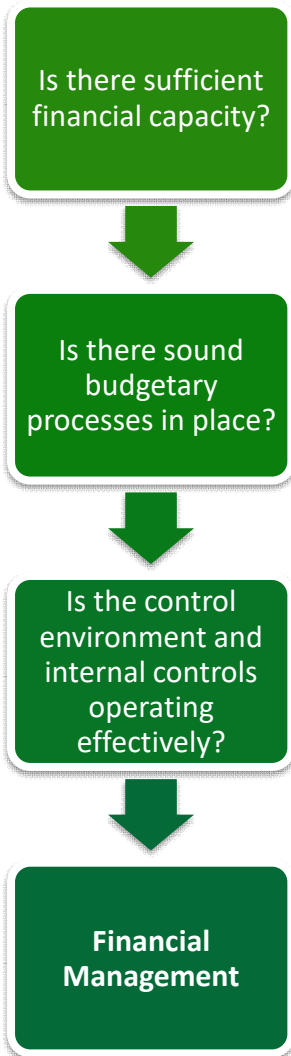 Is there sufficient
financial capacity?
Is there sound
budgetary
processes in place?
Is the control
environment and
internal controls
operating
effectively?
Financial
Management